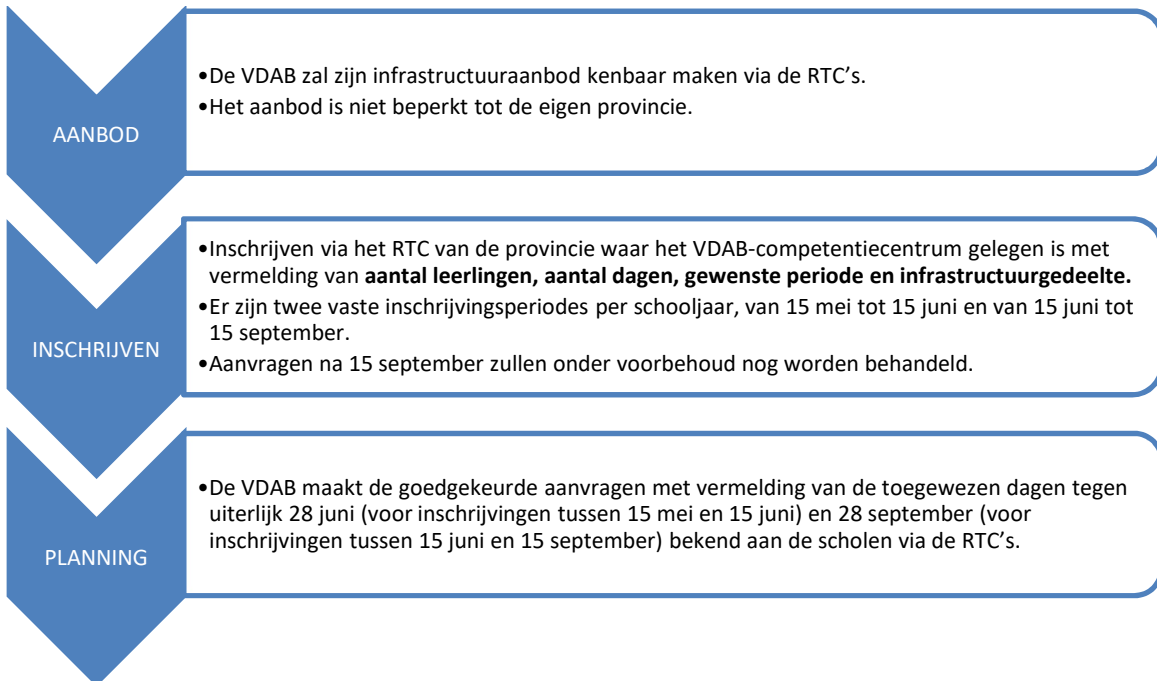 AANBOD
•De VDAB zal zijn infrastructuuraanbod kenbaar maken via de RTC’s.
•Het aanbod is niet beperkt tot de eigen provincie.
INSCHRIJVEN
•Inschrijven via het RTC van de provincie waar het VDAB-competentiecentrum gelegen is met
vermelding van aantal leerlingen, aantal dagen, gewenste periode en infrastructuurgedeelte.
•Er zijn twee vaste inschrijvingsperiodes per schooljaar, van 15 mei tot 15 juni en van 15 juni tot
15 september.
•Aanvragen na 15 september zullen onder voorbehoud nog worden behandeld.
PLANNING
•De VDAB maakt de goedgekeurde aanvragen met vermelding van de toegewezen dagen tegen
uiterlijk 28 juni (voor inschrijvingen tussen 15 mei en 15 juni) en 28 september (voor
inschrijvingen tussen 15 juni en 15 september) bekend aan de scholen via de RTC’s.